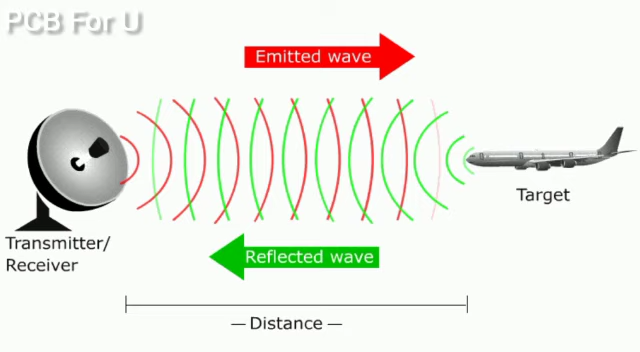 PCB For U
Emitted wave
Target
Transmitter/
Receiver
Reflected wave
— Distance —